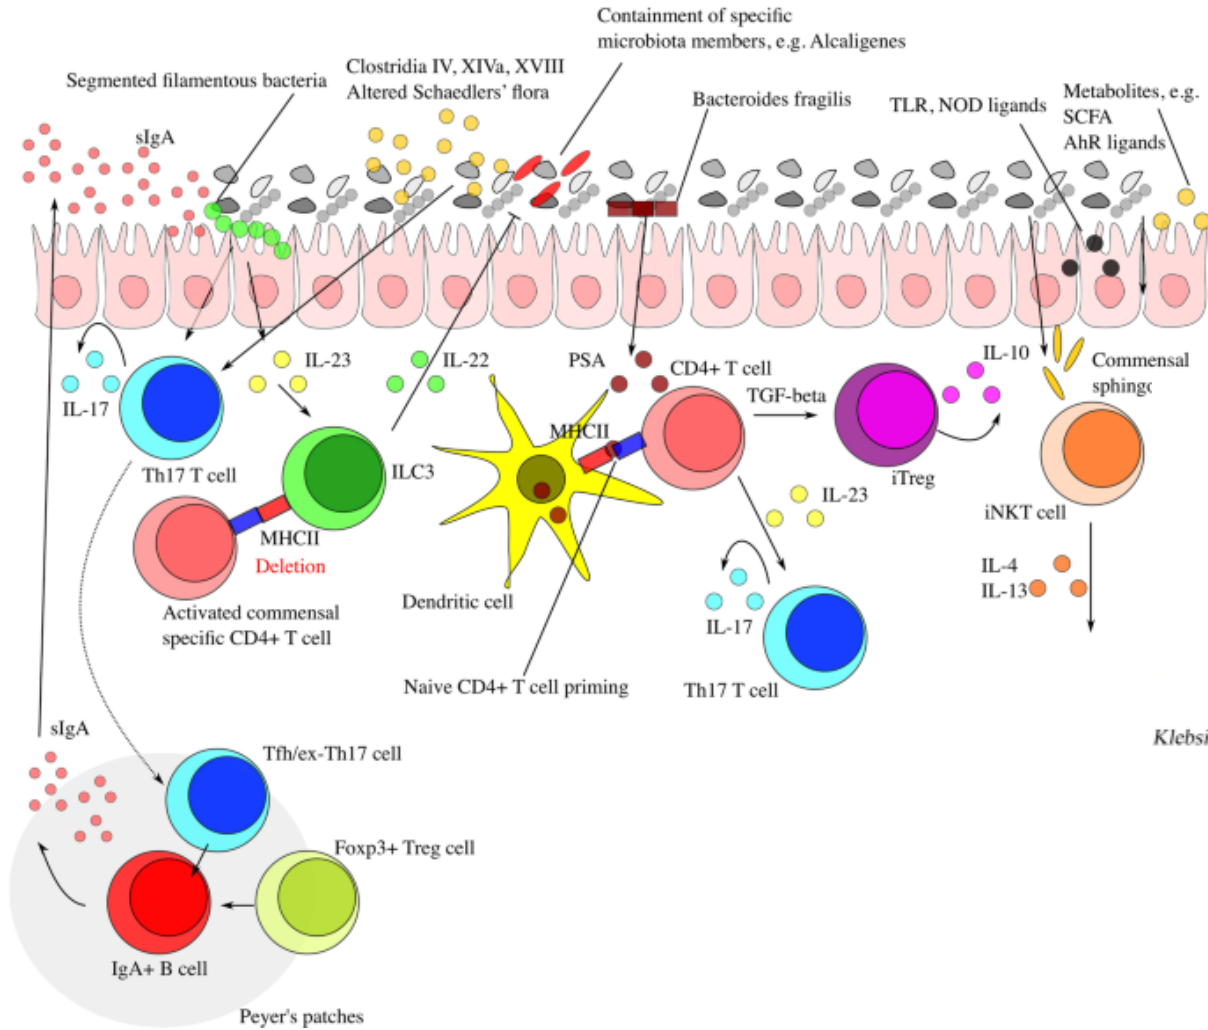 Containment of specific
microbiota members, e.g. Alcaligenes
Segmented filamentous bacteria
Clostridia IV, XIVa, XVIII
Altered Schaedlers' flora
Bacteroides fragilis
TLR, NOD ligands
Metabolites, e.g.
SCFA
AhR ligands
sIgA
IL-17
Th17 T cell
IL-23
IL-22
ILC3
MHCII
Deletion
Activated commensal
specific CD4+ T cell
PSA
MHCII
CD4+ T cell
TGF-beta
iTreg
IL-10
Commensal
iNKT cell
IL-4
IL-13
IL-23
IL-17
Th17 T cell
Dendritic cell
Naive CD4+ T cell priming
sIgA
Tfh/ex-Th17 cell
Foxp3+ Treg cell
IgA+ B cell
Peyer's patches